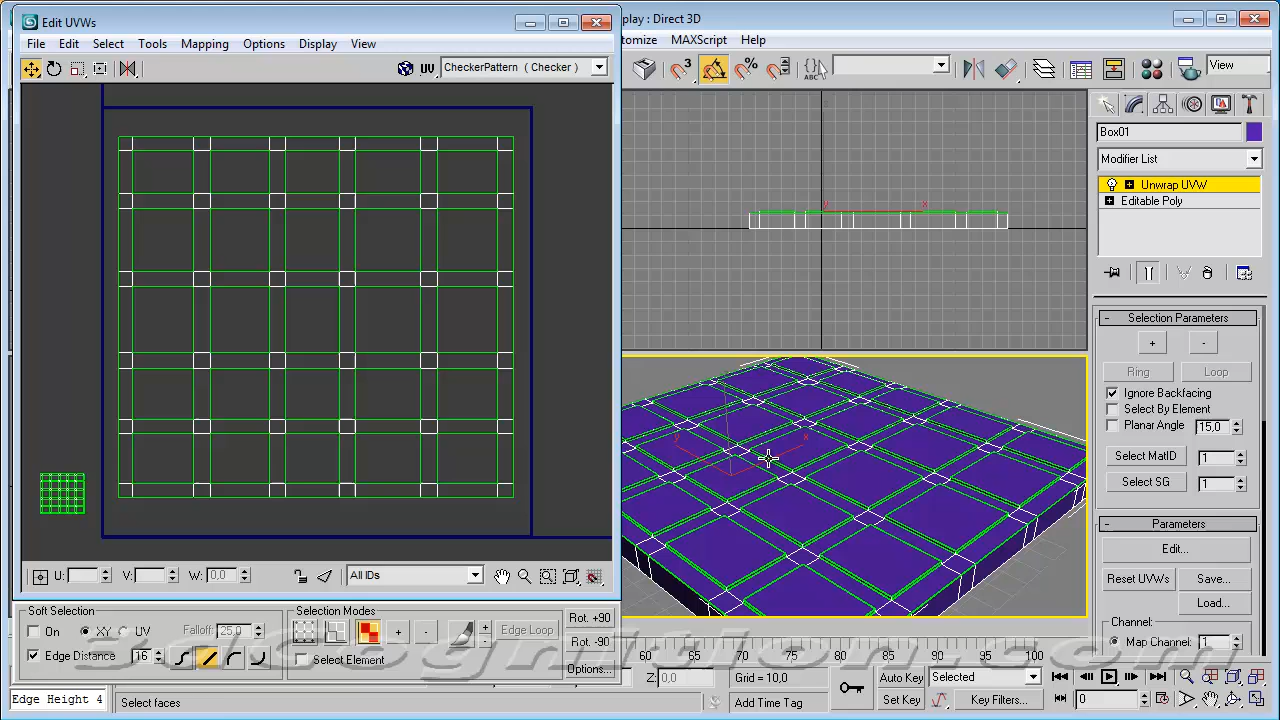 Edit UVWs
play : Direct 3D
File Edit Select Tools Mapping Options Display View
tomize MAXScript Help
UV CheckerPattern ( Checker )
3 % ABC View
Box01
Modifier List
Unwrap UVW
Editable Poly
y x
Selection Parameters
+ -
Ring Loop
Ignore Backfacing
Select By Element
Planar Angle 15,0
Select MatID 1
Select SG 1
y x
Parameters
Edit...
Reset UVWs Save...
Load...
Channel:
Map Channel: 1
U: V: W: 0,0 All IDs
Soft Selection
On XY UV Falloff: 25,0
Edge Distance 16
Selection Modes
+ - + - Edge Loop
Select Element
Rot. +90
Rot. -90
Options...
60 65 70 75 80 85 90 95 100
Z: 0,0 Grid = 10,0 Auto Key Selected
Edge Height 4 Select faces Add Time Tag Set Key Key Filters... 0